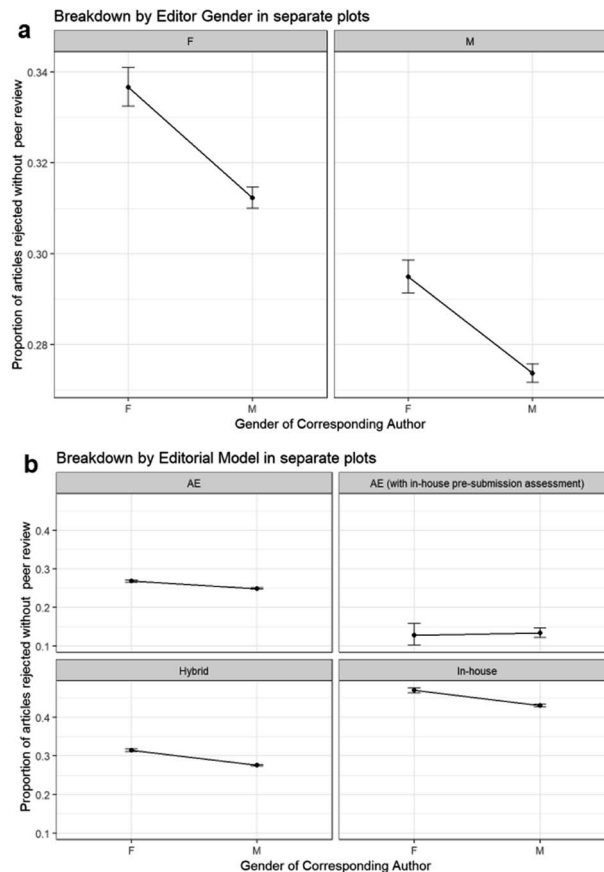 a
Breakdown by Editor Gender in separate plots
F
M
Proportion of articles rejected without peer review
0.34
0.32
0.30
0.28
F
M
F
M
Gender of Corresponding Author
b
Breakdown by Editorial Model in separate plots
AE
AE (with in-house pre-submission assessment)
Proportion of articles rejected without peer review
0.4
0.3
0.2
0.1
Hybrid
In-house
0.4
0.3
0.2
0.1
F
M
F
M
Gender of Corresponding Author